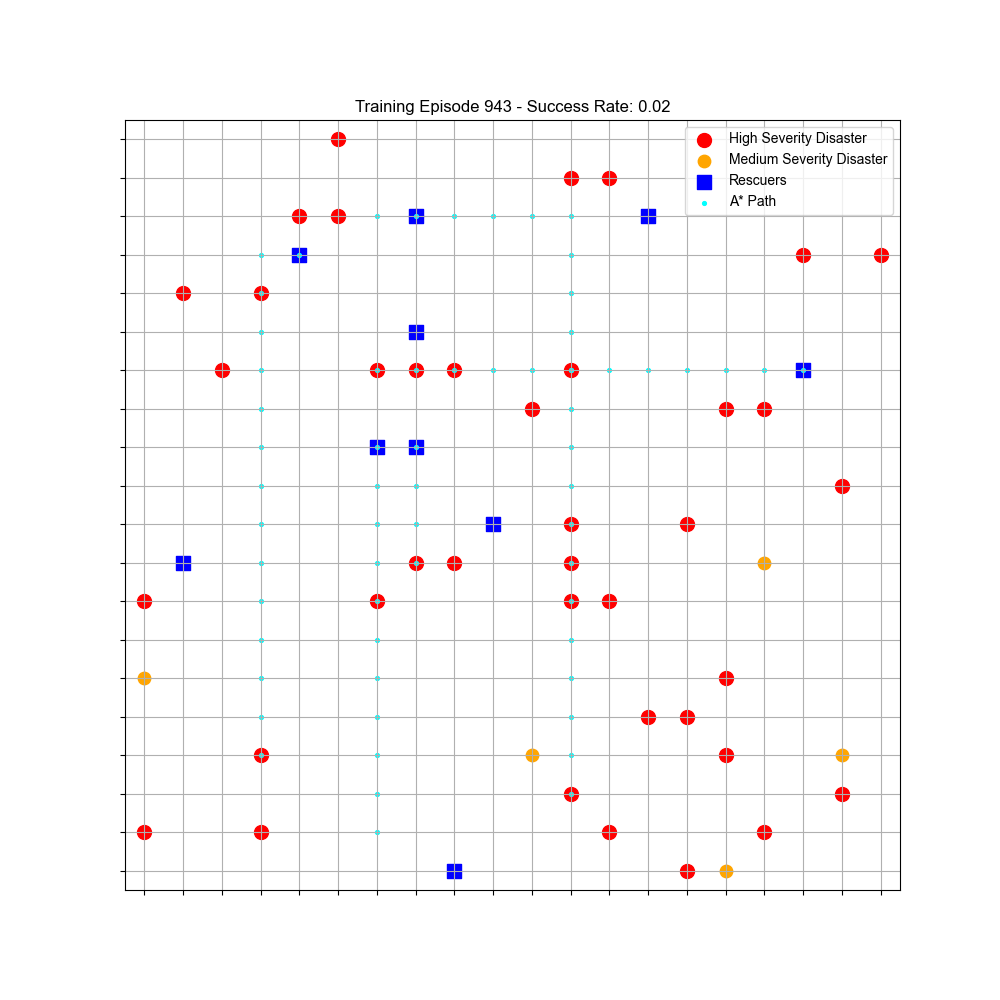 Training Episode 943 - Success Rate: 0.02
High Severity Disaster
Medium Severity Disaster
Rescuers
A* Path